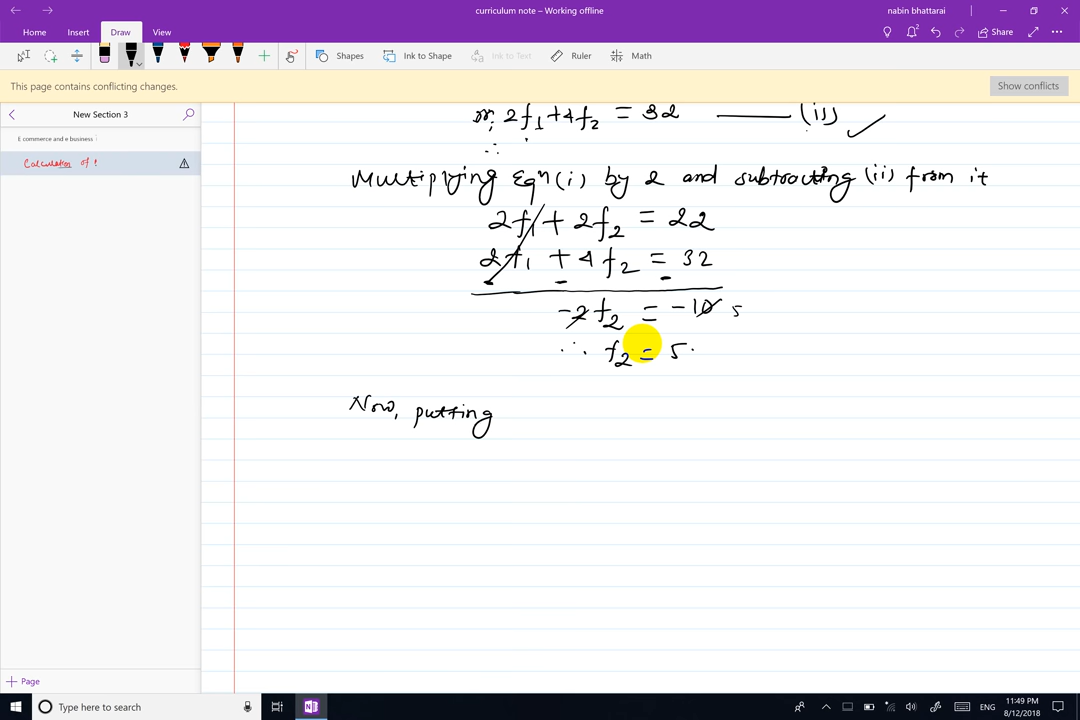 curriculum note – Working offline
nabin bhattarai
Home Insert Draw View
Share
Shapes Ink to Shape Ink to Text Ruler Math
This page contains conflicting changes.
Show conflicts
New Section 3
E commerce and e business
Calculation of
or, 2f₁ + 4f₂ = 32 ——— (ii)
∴
Multiplying Eqⁿ (i) by 2 and subtracting (ii) from it
2f₁ + 2f₂ = 22
2f₁ + 4f₂ = 32
- - -
-2f₂ = -10 5
∴ f₂ = 5.
Now, putting
+ Page
Type here to search
ENG
11:49 PM
8/12/2018